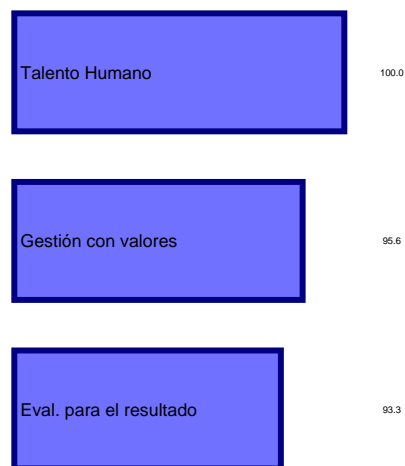 Talento Humano 100.0
Gestión con valores 95.6
Eval. para el resultado 93.3